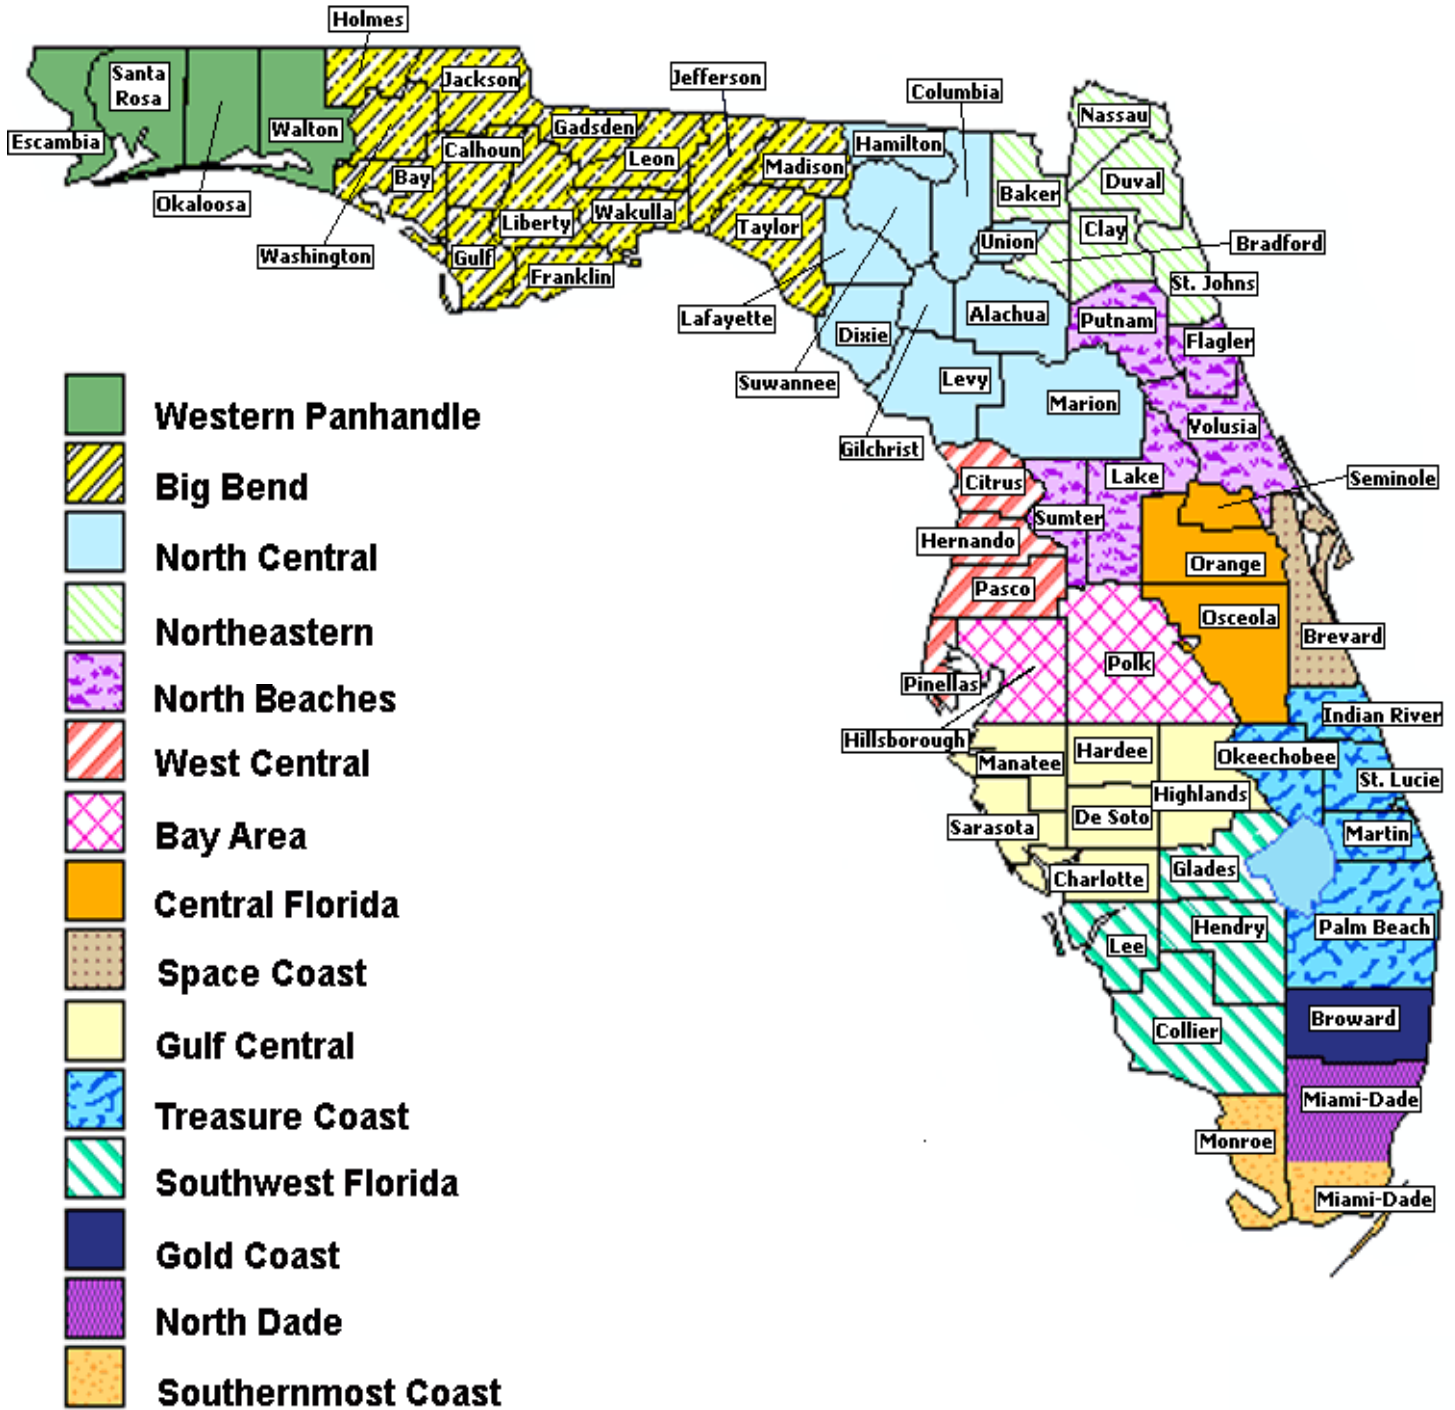 Holmes
Santa
Rosa
Jackson
Jefferson
Columbia
Nassau
Escambia
Walton
Gadsden
Hamilton
Calhoun
Leon
Madison
Baker
Duval
Bay
Okaloosa
Liberty
Wakulla
Taylor
Union
Clay
Bradford
Washington
Gulf
Franklin
St. Johns
Lafayette
Dixie
Alachua
Putnam
Flagler
Suwannee
Levy
Marion
Volusia
Gilchrist
Citrus
Lake
Seminole
Sumter
Hernando
Orange
Pasco
Osceola
Brevard
Polk
Pinellas
Indian River
Hillsborough
Manatee
Hardee
Okeechobee
St. Lucie
Highlands
Sarasota
De Soto
Martin
Charlotte
Glades
Lee
Hendry
Palm Beach
Collier
Broward
Miami-Dade
Monroe
Miami-Dade
Western Panhandle
Big Bend
North Central
Northeastern
North Beaches
West Central
Bay Area
Central Florida
Space Coast
Gulf Central
Treasure Coast
Southwest Florida
Gold Coast
North Dade
Southernmost Coast